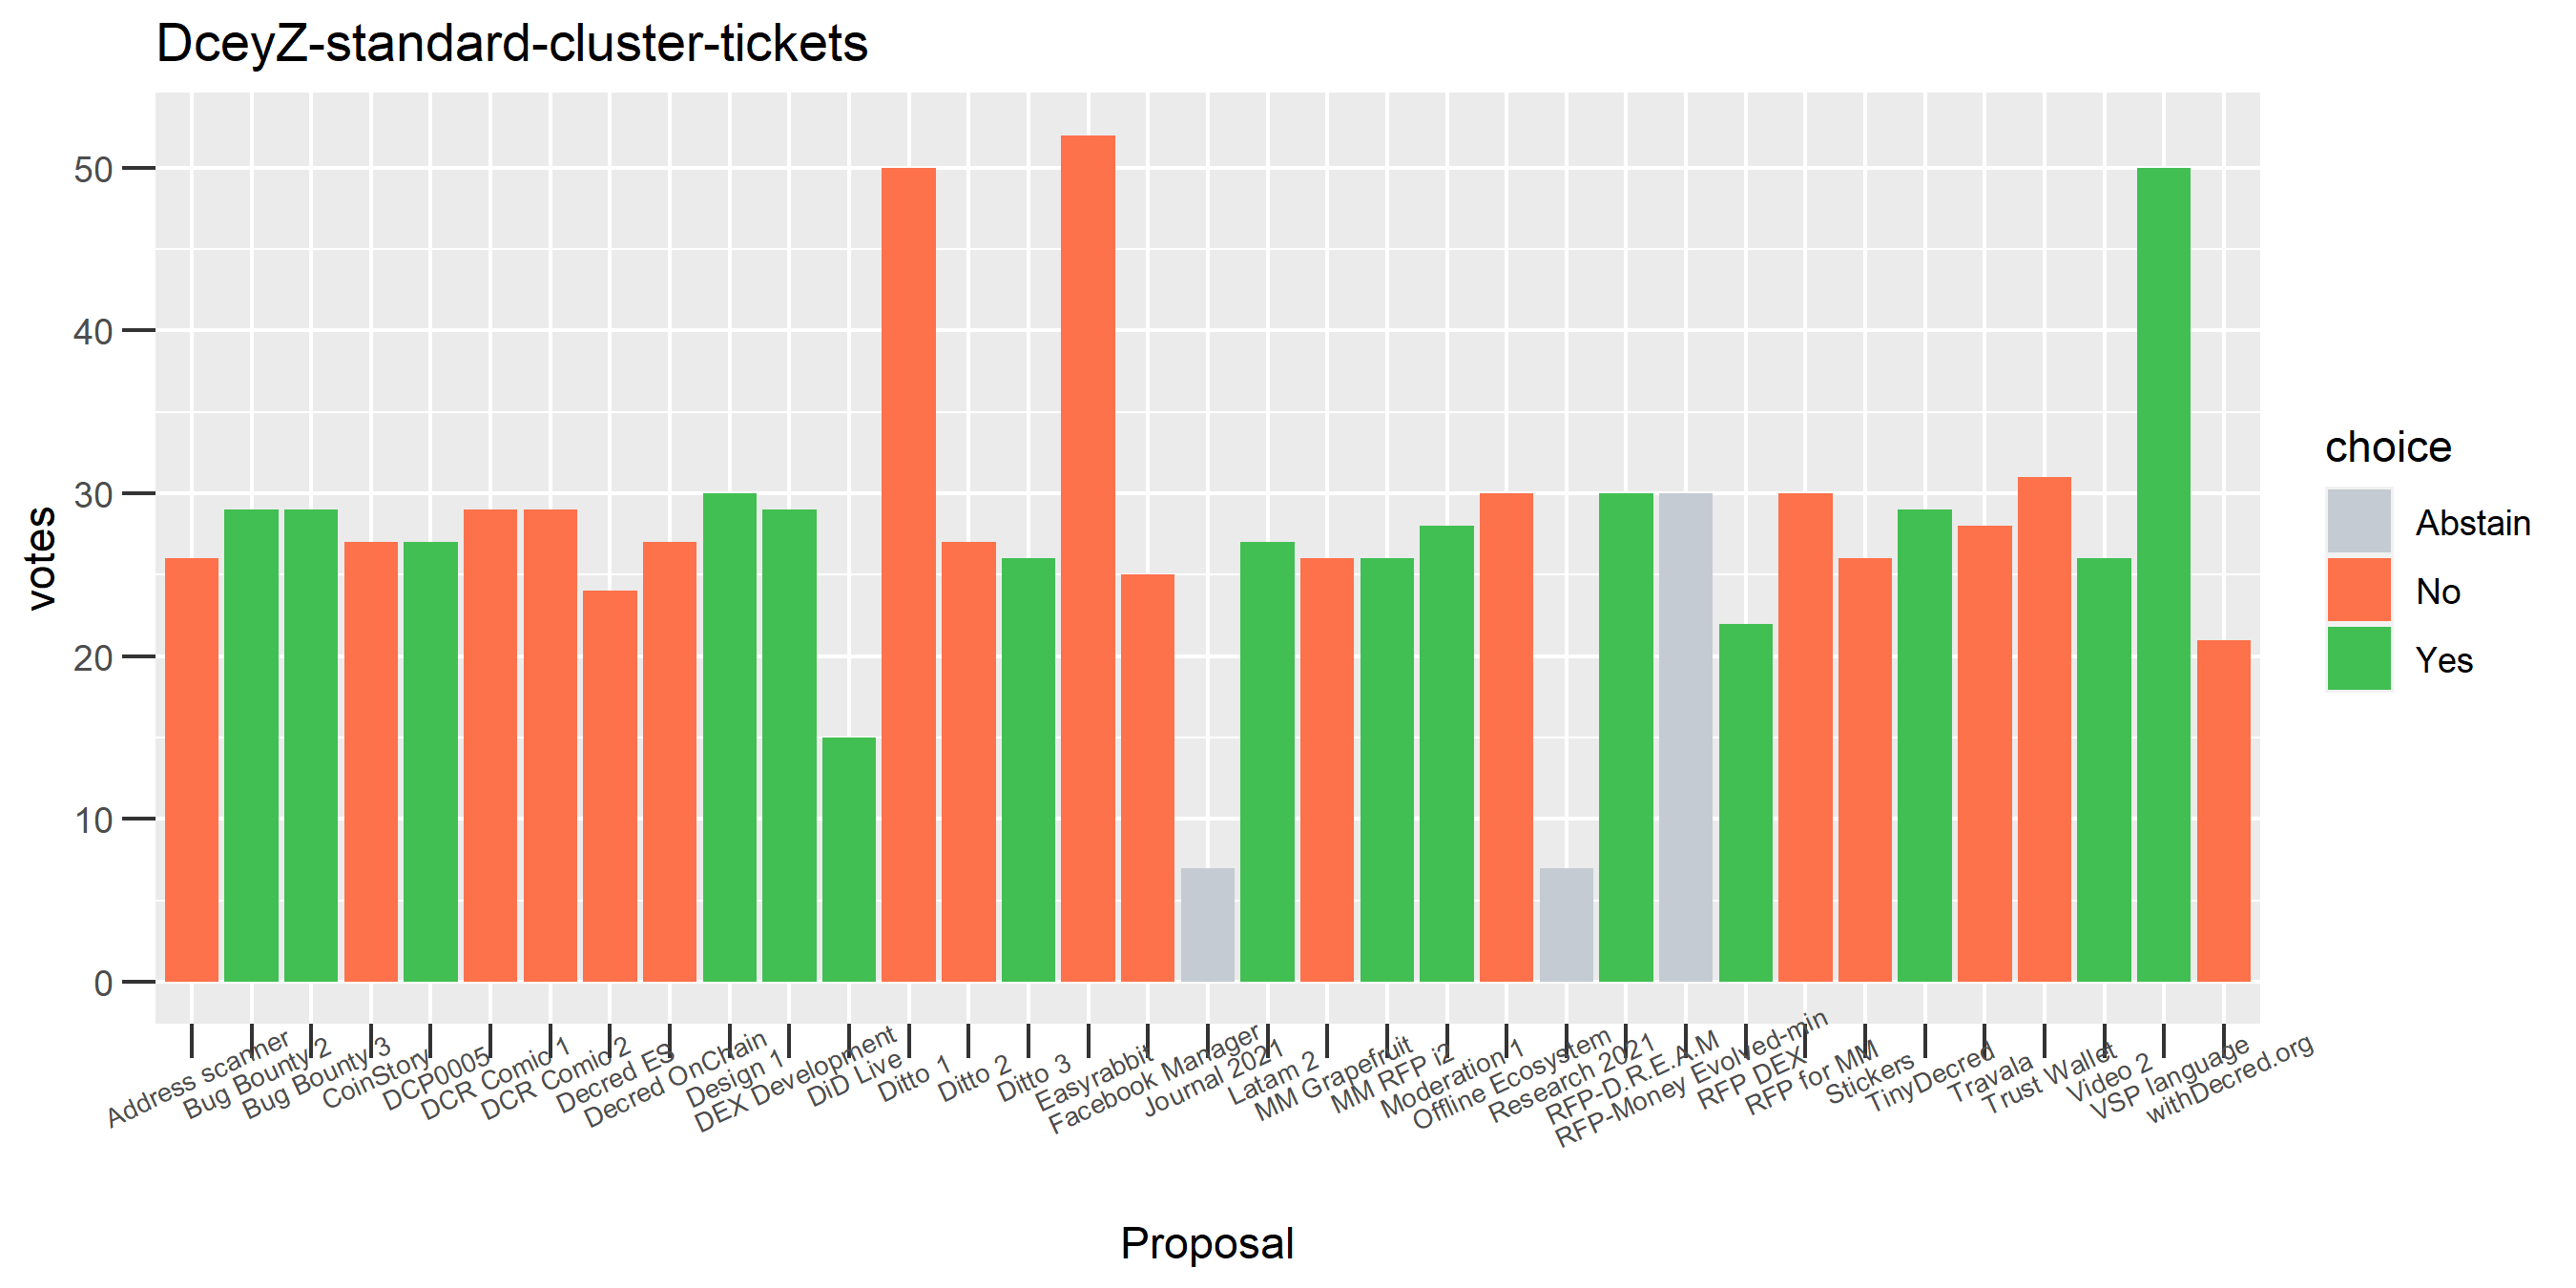 DceyZ-standard-cluster-tickets
votes
50
40
30
20
10
0
Address scanner
Bug Bounty 2
Bug Bounty 3
CoinStory
DCP0005
DCR Comic 1
DCR Comic 2
Decred ES
Decred OnChain
Design 1
DEX Development
DiD Live
Ditto 1
Ditto 2
Ditto 3
Easyrabbit
Facebook Manager
Journal 2021
Latam 2
MM Grapefruit
MM RFP i2
Moderation 1
Offline Ecosystem
Research 2021
RFP-D.R.E.A.M
RFP-Money Evolved-min
RFP DEX
RFP for MM
Stickers
TinyDecred
Travala
Trust Wallet
Video 2
VSP language
withDecred.org
Proposal
choice
Abstain
No
Yes